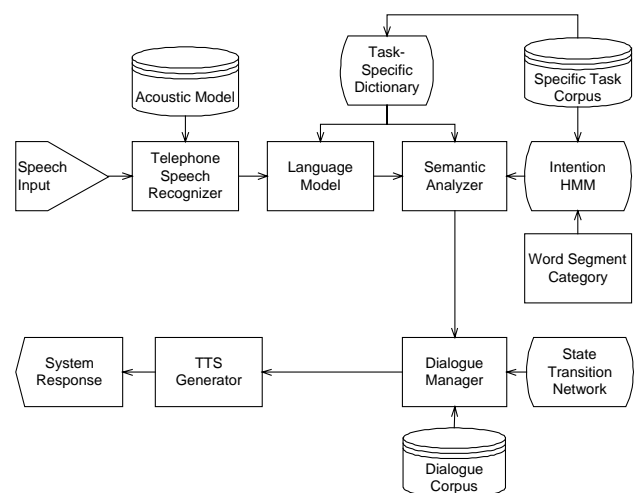 Task-
Specific
Dictionary
Specific Task
Corpus
Acoustic Model
Speech
Input
Telephone
Speech
Recognizer
Language
Model
Semantic
Analyzer
Intention
HMM
Word Segment
Category
System
Response
TTS
Generator
Dialogue
Manager
State
Transition
Network
Dialogue
Corpus